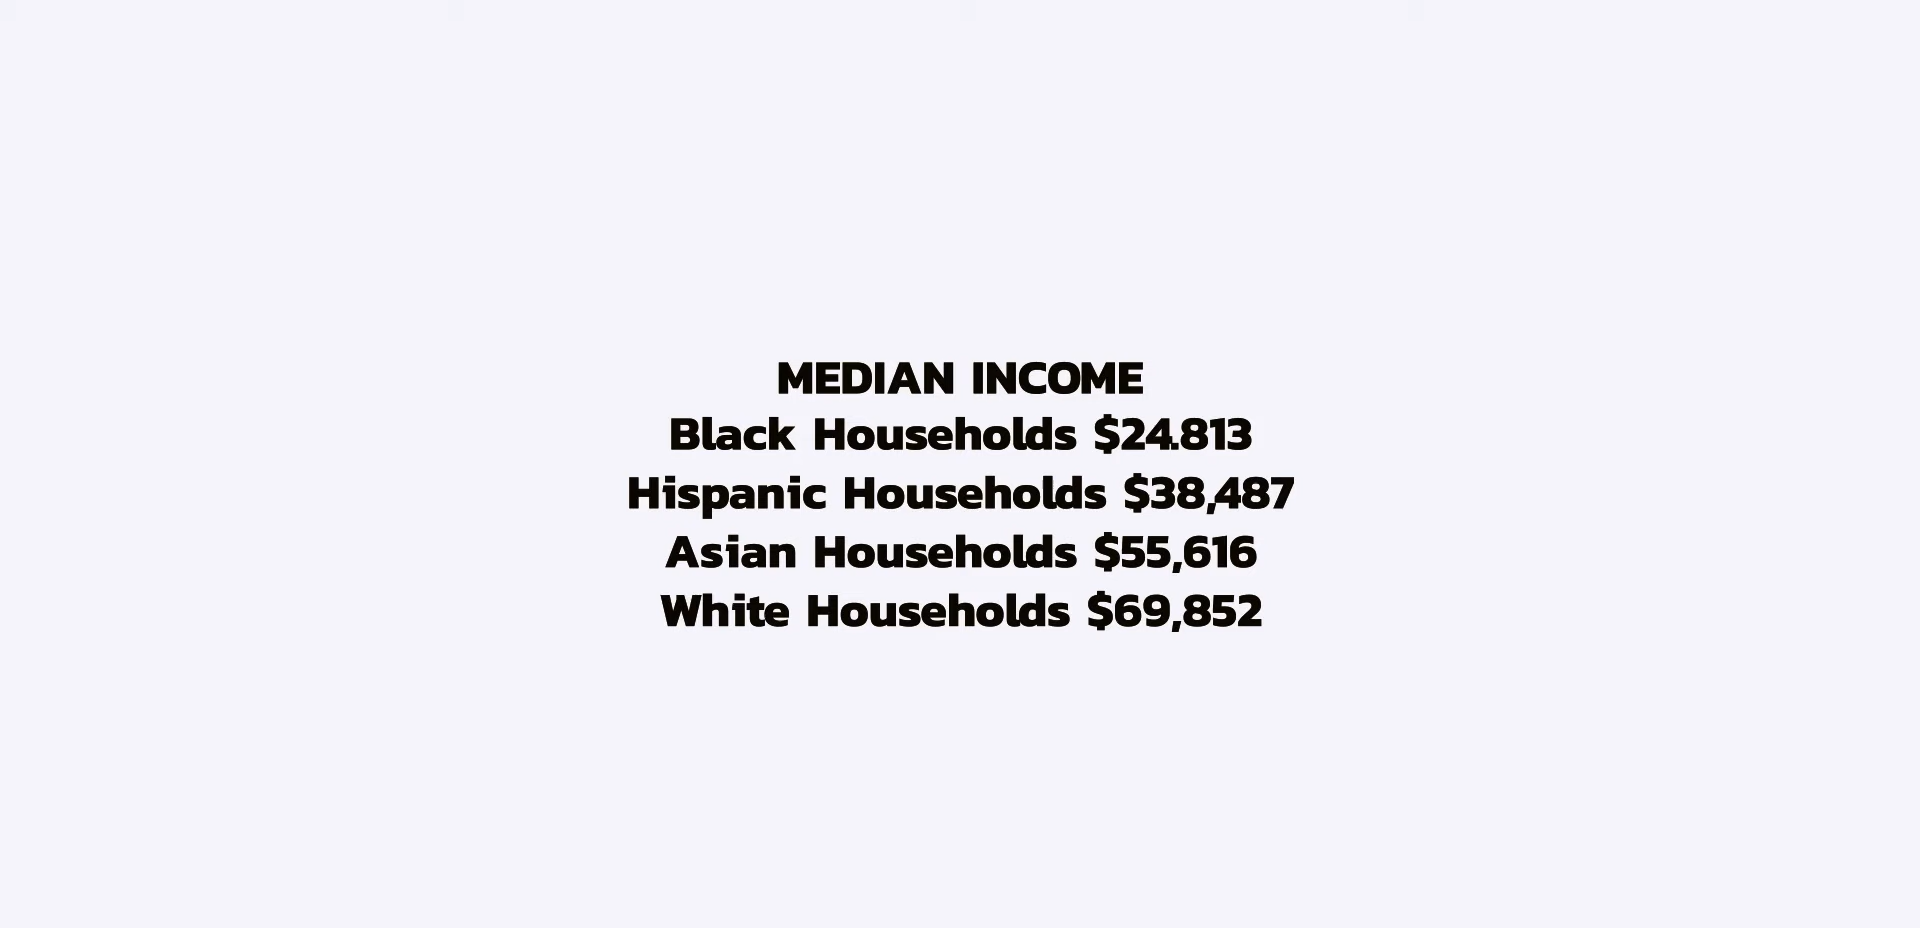 MEDIAN INCOME
Black Households $24.813
Hispanic Households $38,487
Asian Households $55,616
White Households $69,852